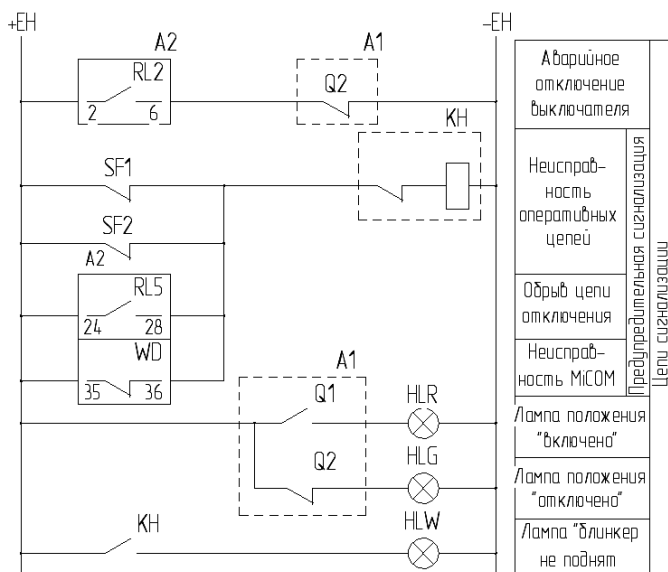 +ЕН
−ЕН
A2
A1
RL2
Q2
2
6
Аварийное
отключение
выключателя
KH
SF1
Неисправ-
ность
оперативных
цепей
SF2
A2
RL5
24
28
Обрыв цепи
отключения
WD
35
36
Неисправ-
ность MiCOM
Предупредительная сигнализация
Цепи сигнализации
A1
Q1
HLR
Лампа положения
"включено"
Q2
HLG
Лампа положения
"отключено"
KH
HLW
Лампа "блинкер
не поднят